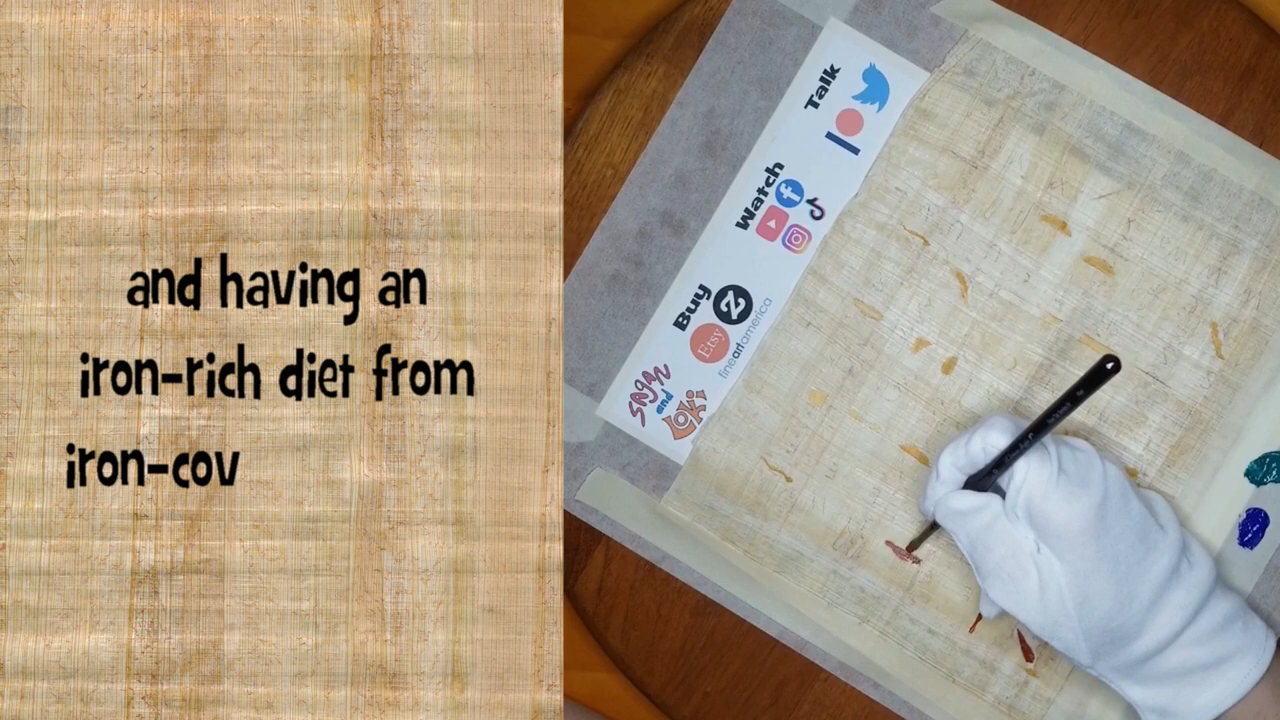 and having an
iron-rich diet from
iron-cov
Talk
Watch
Buy
Etsy
fineartamerica
sagan
and
Loki